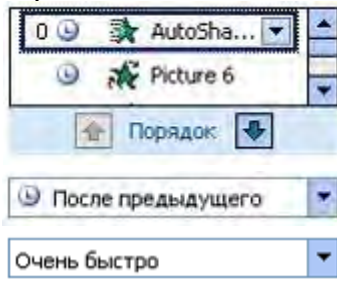 0 AutoSha...
Picture 6
Порядок
После предыдущего
Очень быстро